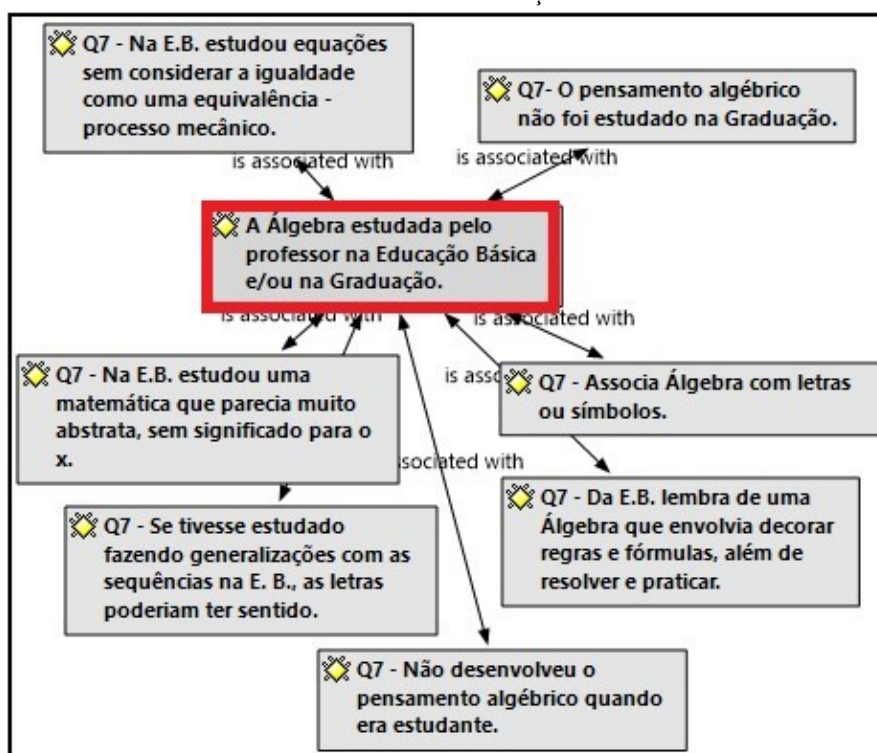 Q7 - Na E.B. estudou equações
sem considerar a igualdade
como uma equivalência -
processo mecânico.
Q7- O pensamento algébrico
não foi estudado na Graduação.
is associated with
is associated with
A Álgebra estudada pelo
professor na Educação Básica
e/ou na Graduação.
is associated with
is associated with
Q7 - Na E.B. estudou uma
matemática que parecia muito
abstrata, sem significado para o
x.
is
Q7 - Associa Álgebra com letras
ou símbolos.
associated with
Q7 - Se tivesse estudado
fazendo generalizações com as
sequências na E. B., as letras
poderiam ter sentido.
Q7 - Da E.B. lembra de uma
Álgebra que envolvia decorar
regras e fórmulas, além de
resolver e praticar.
Q7 - Não desenvolveu o
pensamento algébrico quando
era estudante.